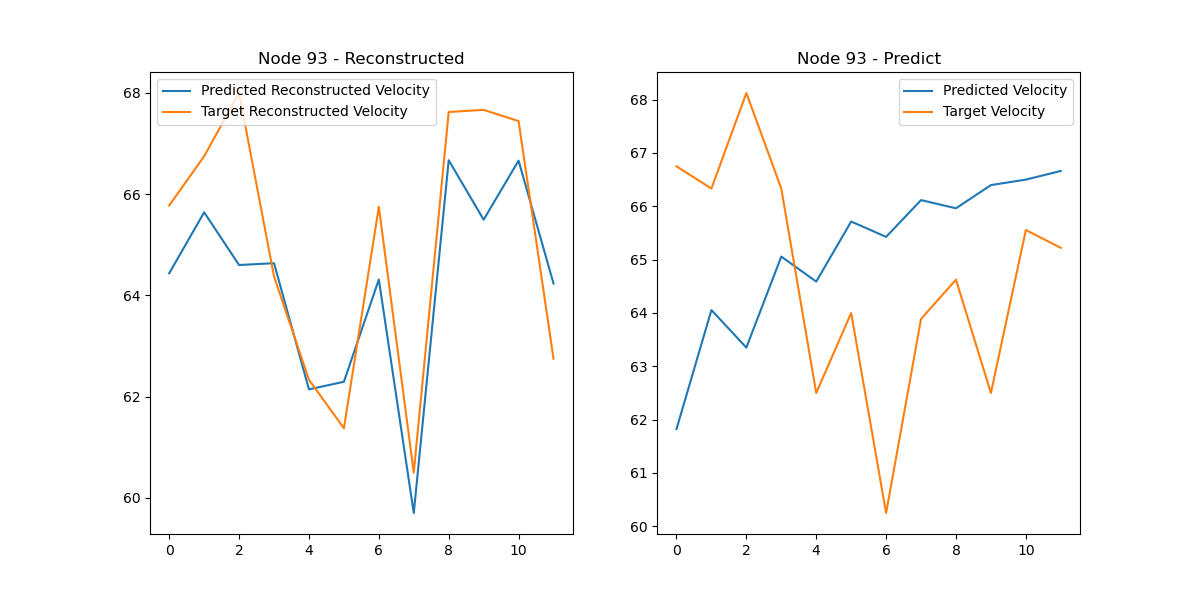 Node 93 - Reconstructed
Predicted Reconstructed Velocity
Target Reconstructed Velocity
68
66
64
62
60
0 2 4 6 8 10
Node 93 - Predict
Predicted Velocity
Target Velocity
68
67
66
65
64
63
62
61
60
0 2 4 6 8 10